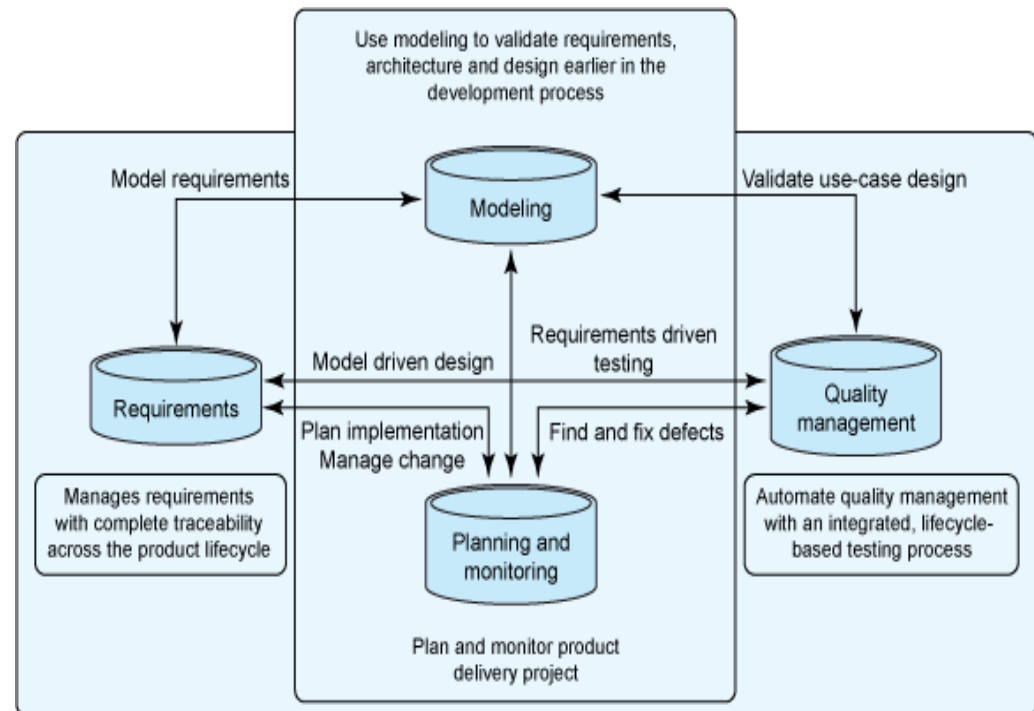 Use modeling to validate requirements,
architecture and design earlier in the
development process
Model requirements
Validate use-case design
Modeling
Model driven design
Requirements driven
testing
Requirements
Quality
management
Plan implementation
Manage change
Find and fix defects
Manages requirements
with complete traceability
across the product lifecycle
Planning and
monitoring
Automate quality management
with an integrated, lifecycle-
based testing process
Plan and monitor product
delivery project